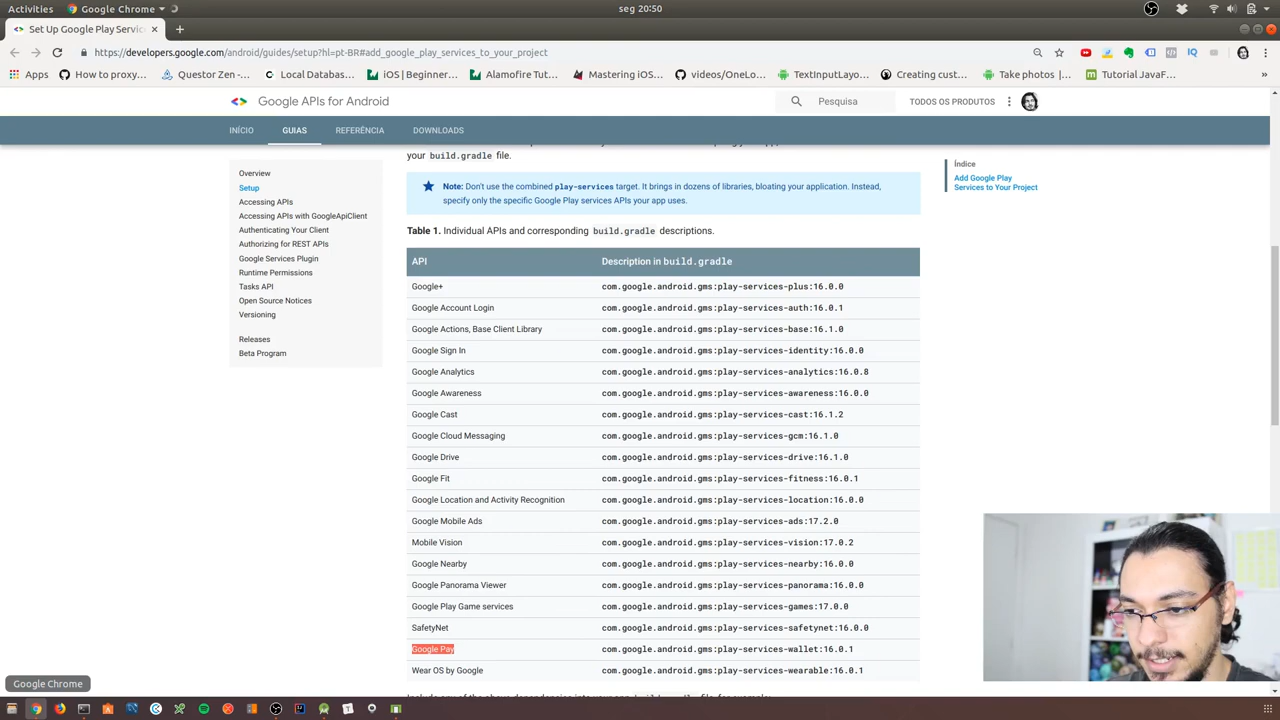 Activities
Google Chrome
seg 20:50
Set Up Google Play Servic
https://developers.google.com/android/guides/setup?hl=pt-BR#add_google_play_services_to_your_project
Apps
How to proxy...
Questor Zen -...
Local Databas...
iOS | Beginner...
Alamofire Tut...
Mastering iOS...
videos/OneLo...
TextInputLayo...
Creating cust...
Take photos |...
Tutorial JavaF...
Google APIs for Android
Pesquisa
TODOS OS PRODUTOS
INÍCIO
GUIAS
REFERÊNCIA
DOWNLOADS
Overview
Setup
Accessing APIs
Accessing APIs with GoogleApiClient
Authenticating Your Client
Authorizing for REST APIs
Google Services Plugin
Runtime Permissions
Tasks API
Open Source Notices
Versioning
Releases
Beta Program
your build.gradle file.
Note: Don't use the combined play-services target. It brings in dozens of libraries, bloating your application. Instead,
specify only the specific Google Play services APIs your app uses.
Table 1. Individual APIs and corresponding build.gradle descriptions.
API Description in build.gradle
Google+ com.google.android.gms:play-services-plus:16.0.0
Google Account Login com.google.android.gms:play-services-auth:16.0.1
Google Actions, Base Client Library com.google.android.gms:play-services-base:16.1.0
Google Sign In com.google.android.gms:play-services-identity:16.0.0
Google Analytics com.google.android.gms:play-services-analytics:16.0.8
Google Awareness com.google.android.gms:play-services-awareness:16.0.0
Google Cast com.google.android.gms:play-services-cast:16.1.2
Google Cloud Messaging com.google.android.gms:play-services-gcm:16.1.0
Google Drive com.google.android.gms:play-services-drive:16.1.0
Google Fit com.google.android.gms:play-services-fitness:16.0.1
Google Location and Activity Recognition com.google.android.gms:play-services-location:16.0.0
Google Mobile Ads com.google.android.gms:play-services-ads:17.2.0
Mobile Vision com.google.android.gms:play-services-vision:17.0.2
Google Nearby com.google.android.gms:play-services-nearby:16.0.0
Google Panorama Viewer com.google.android.gms:play-services-panorama:16.0.0
Google Play Game services com.google.android.gms:play-services-games:17.0.0
SafetyNet com.google.android.gms:play-services-safetynet:16.0.0
Google Pay com.google.android.gms:play-services-wallet:16.0.1
Wear OS by Google com.google.android.gms:play-services-wearable:16.0.1
Índice
Add Google Play
Services to Your Project
Google Chrome